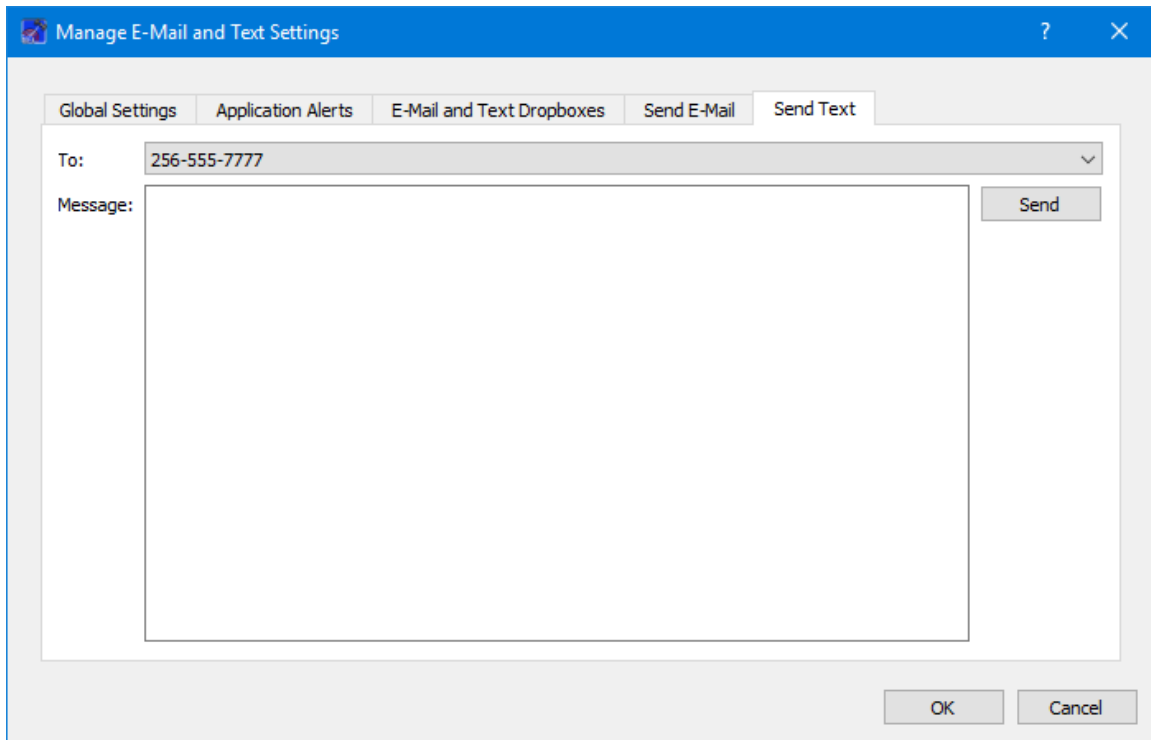 Manage E-Mail and Text Settings ?
Global Settings Application Alerts E-Mail and Text Dropboxes Send E-Mail Send Text
To: 256-555-7777
Message: Send
OK Cancel